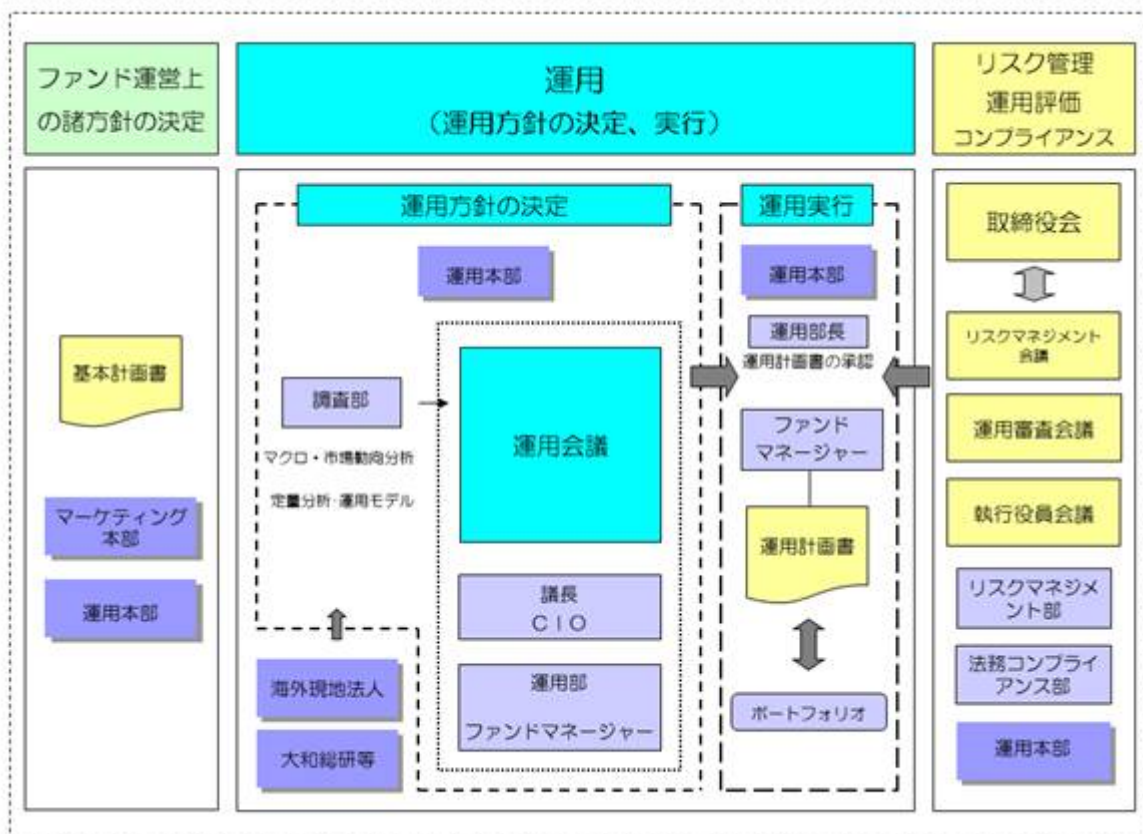 ファンド運営上
の諸方針の決定
運用
（運用方針の決定、実行）
リスク管理
運用評価
コンプライアンス
基本計画書
マーケティング
本部
運用本部
運用方針の決定
運用本部
調査部
マクロ・市場動向分析
定量分析・運用モデル
運用会議
議長
ＣＩＯ
運用部
ファンドマネージャー
海外現地法人
大和総研等
運用実行
運用本部
運用部長
運用計画書の承認
ファンド
マネージャー
運用計画書
ポートフォリオ
取締役会
リスクマネジメント
会議
運用審査会議
執行役員会議
リスクマネジメ
ント部
法務コンプライ
アンス部
運用本部